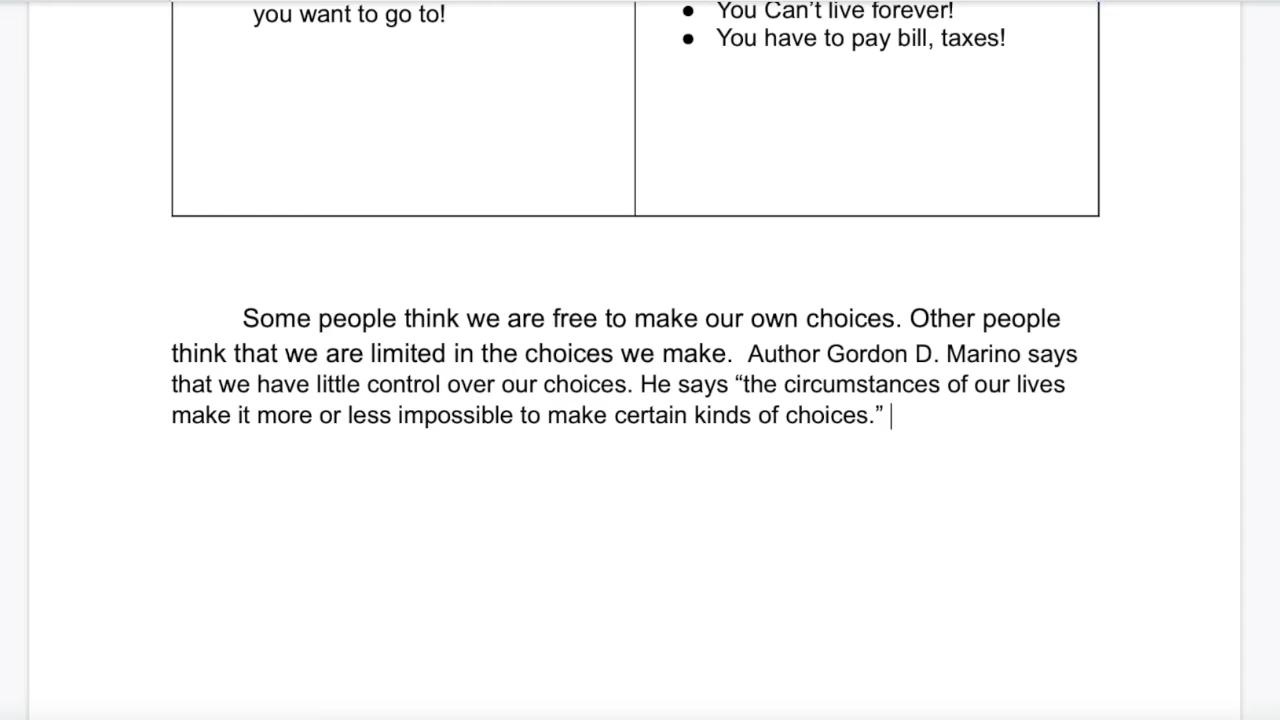 you want to go to!
● You Can't live forever!
● You have to pay bill, taxes!
Some people think we are free to make our own choices. Other people
think that we are limited in the choices we make.  Author Gordon D. Marino says
that we have little control over our choices. He says “the circumstances of our lives
make it more or less impossible to make certain kinds of choices.”